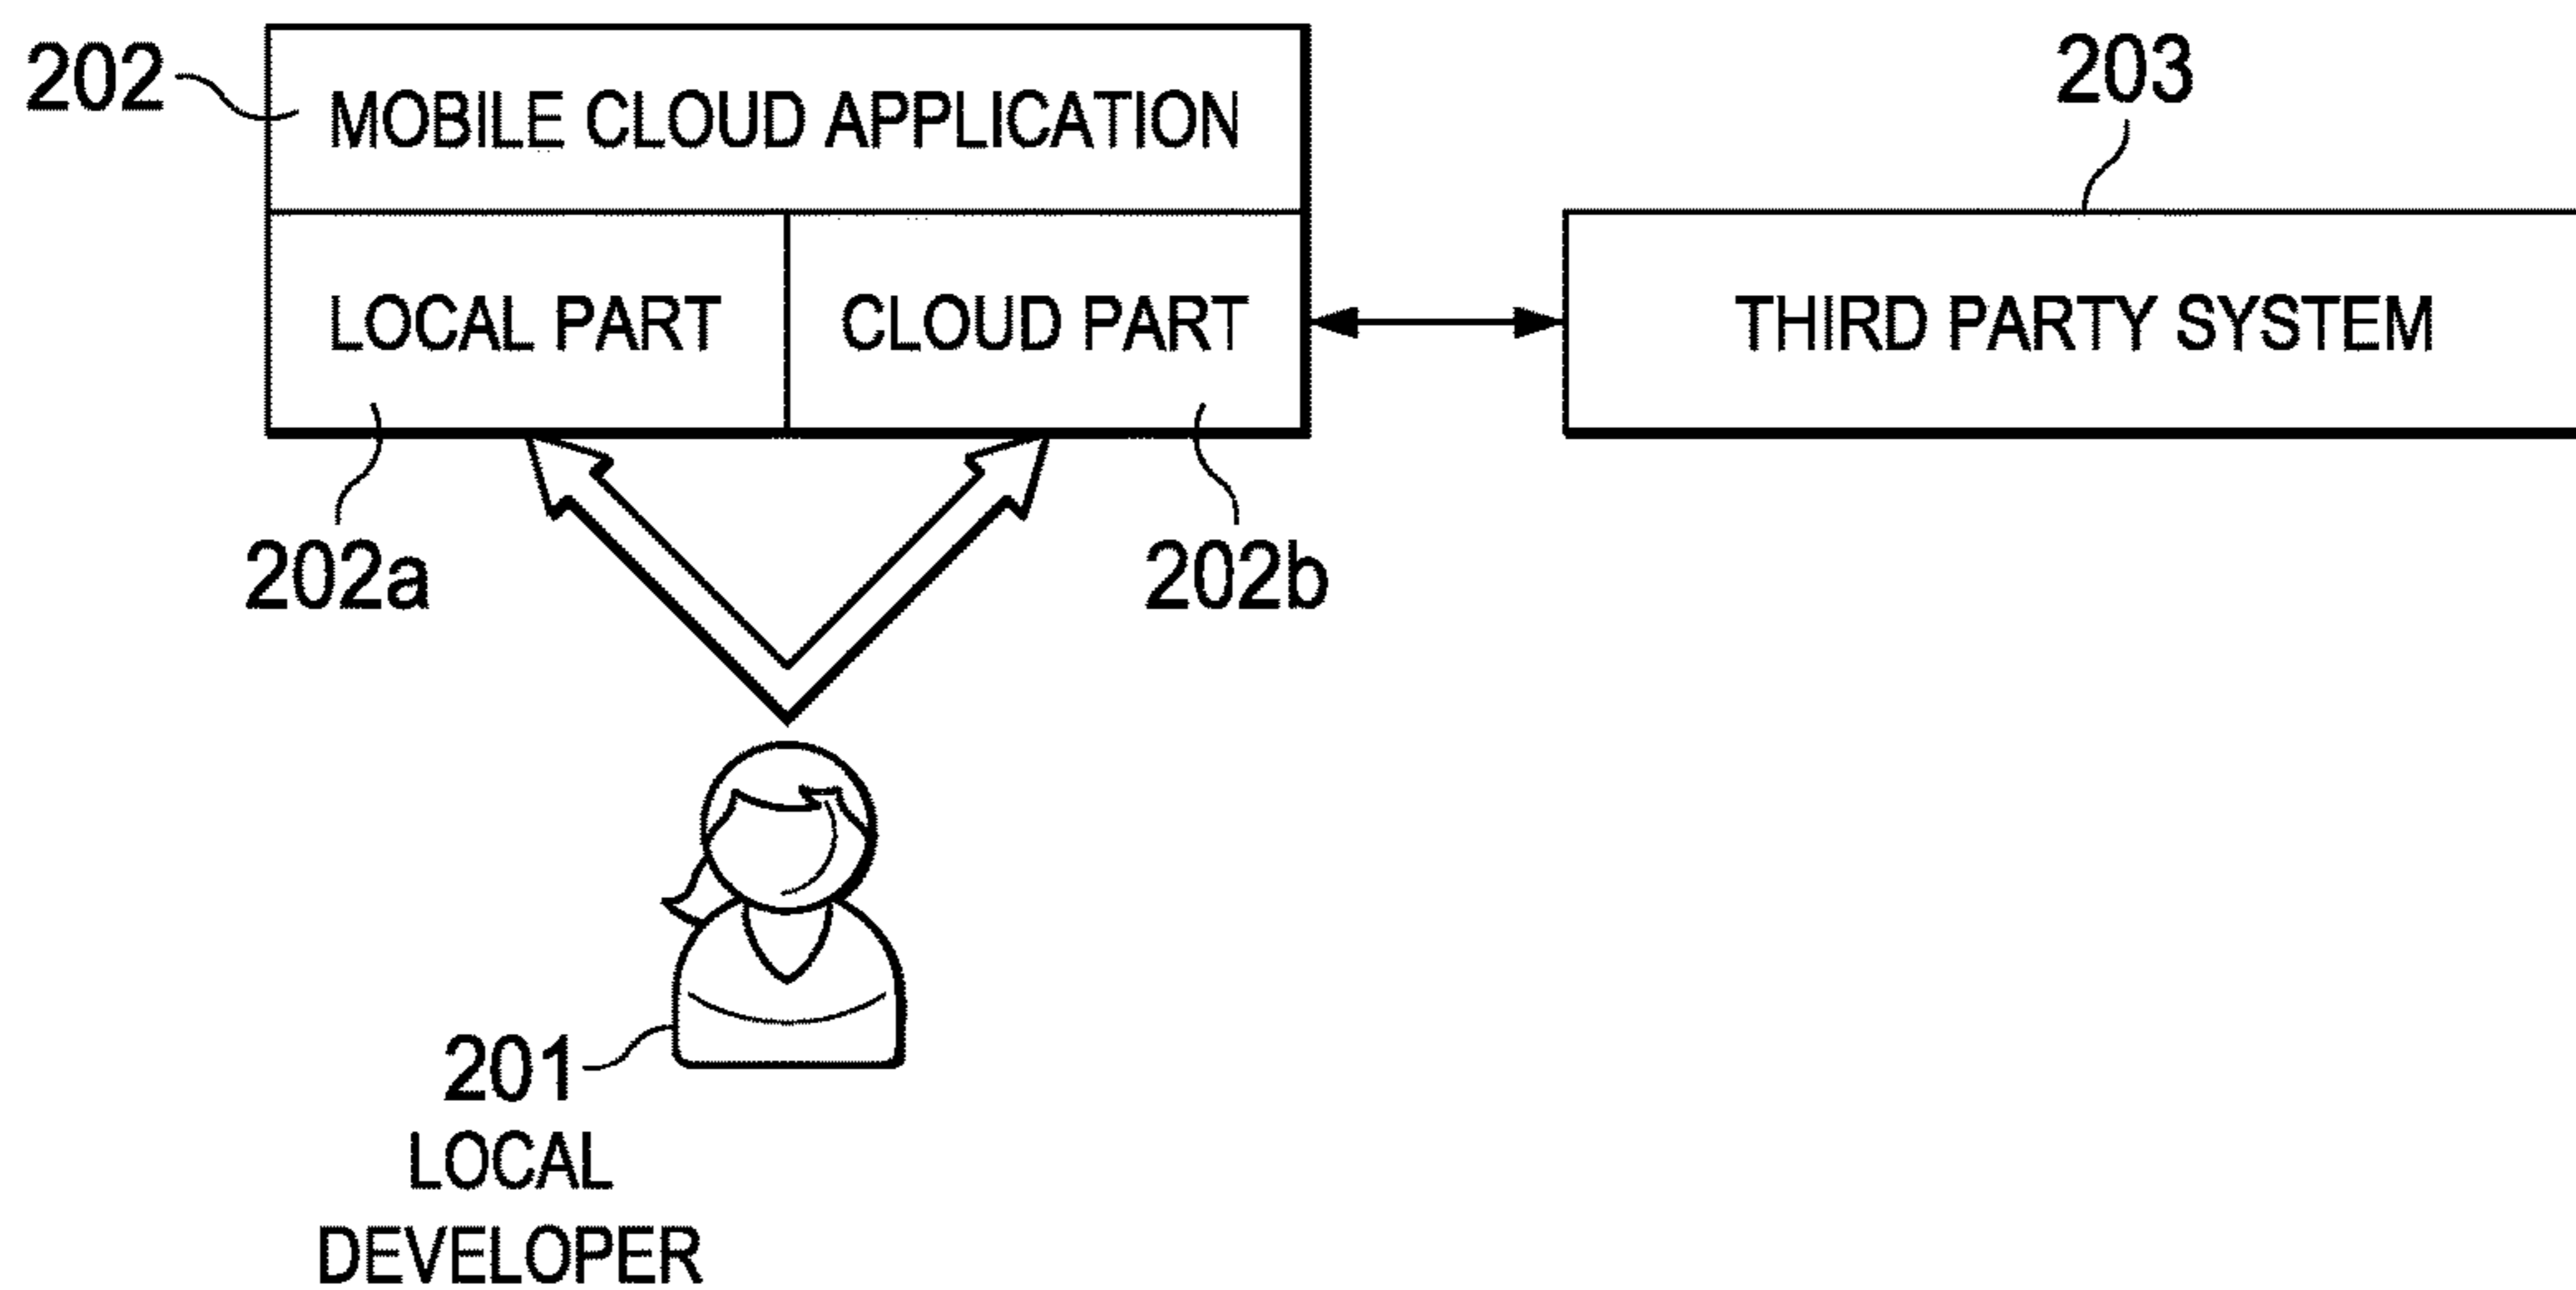 202
MOBILE CLOUD APPLICATION
203
LOCAL PART
CLOUD PART
THIRD PARTY SYSTEM
202a
202b
201
LOCAL
DEVELOPER